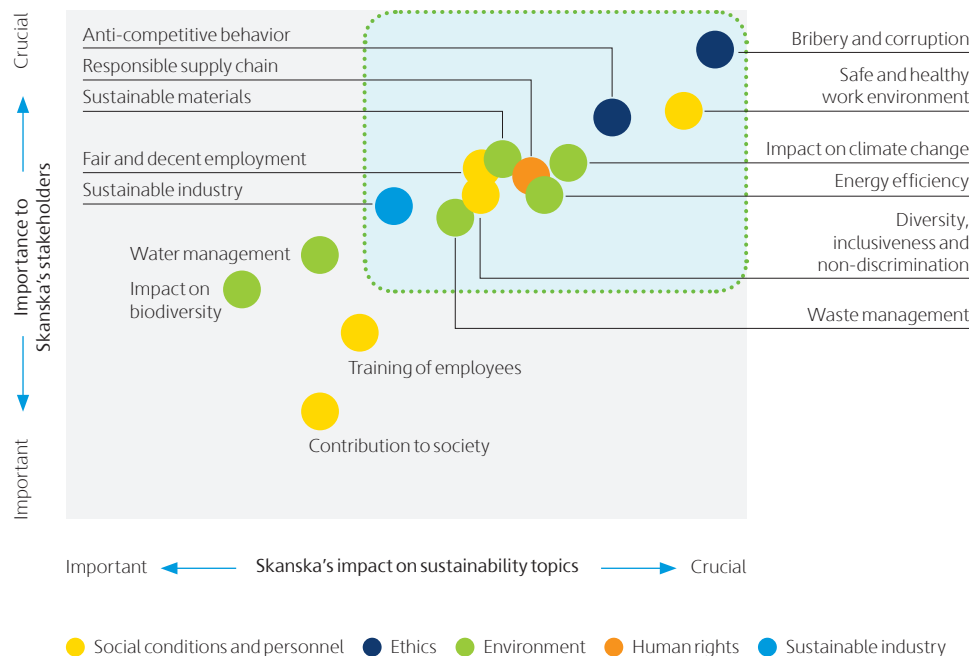 Crucial
Importance to
Skanska's stakeholders
Important
Anti-competitive behavior
Responsible supply chain
Sustainable materials
Fair and decent employment
Sustainable industry
Water management
Impact on
biodiversity
Training of employees
Contribution to society
Bribery and corruption
Safe and healthy
work environment
Impact on climate change
Energy efficiency
Diversity,
inclusiveness and
non-discrimination
Waste management
Important
Skanska's impact on sustainability topics
Crucial
Social conditions and personnel
Ethics
Environment
Human rights
Sustainable industry